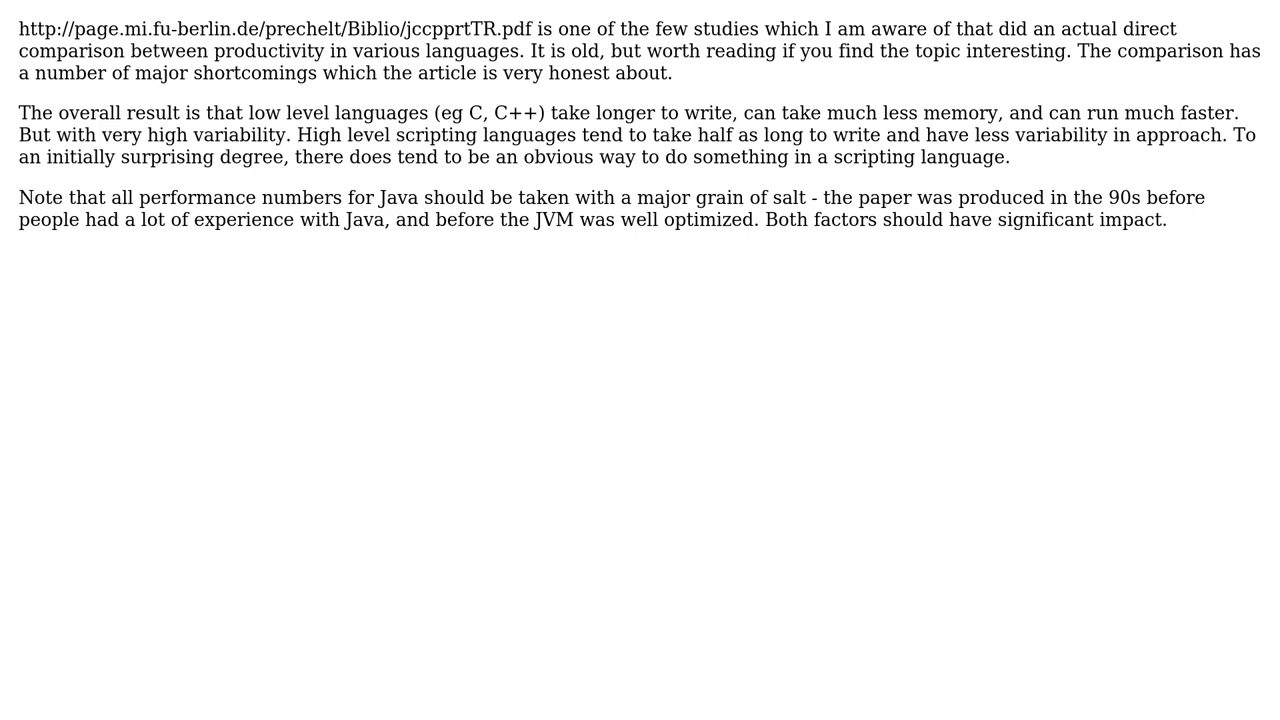 http://page.mi.fu-berlin.de/prechelt/Biblio/jccpprtTR.pdf is one of the few studies which I am aware of that did an actual direct
comparison between productivity in various languages. It is old, but worth reading if you find the topic interesting. The comparison has
a number of major shortcomings which the article is very honest about.
The overall result is that low level languages (eg C, C++) take longer to write, can take much less memory, and can run much faster.
But with very high variability. High level scripting languages tend to take half as long to write and have less variability in approach. To
an initially surprising degree, there does tend to be an obvious way to do something in a scripting language.
Note that all performance numbers for Java should be taken with a major grain of salt - the paper was produced in the 90s before
people had a lot of experience with Java, and before the JVM was well optimized. Both factors should have significant impact.